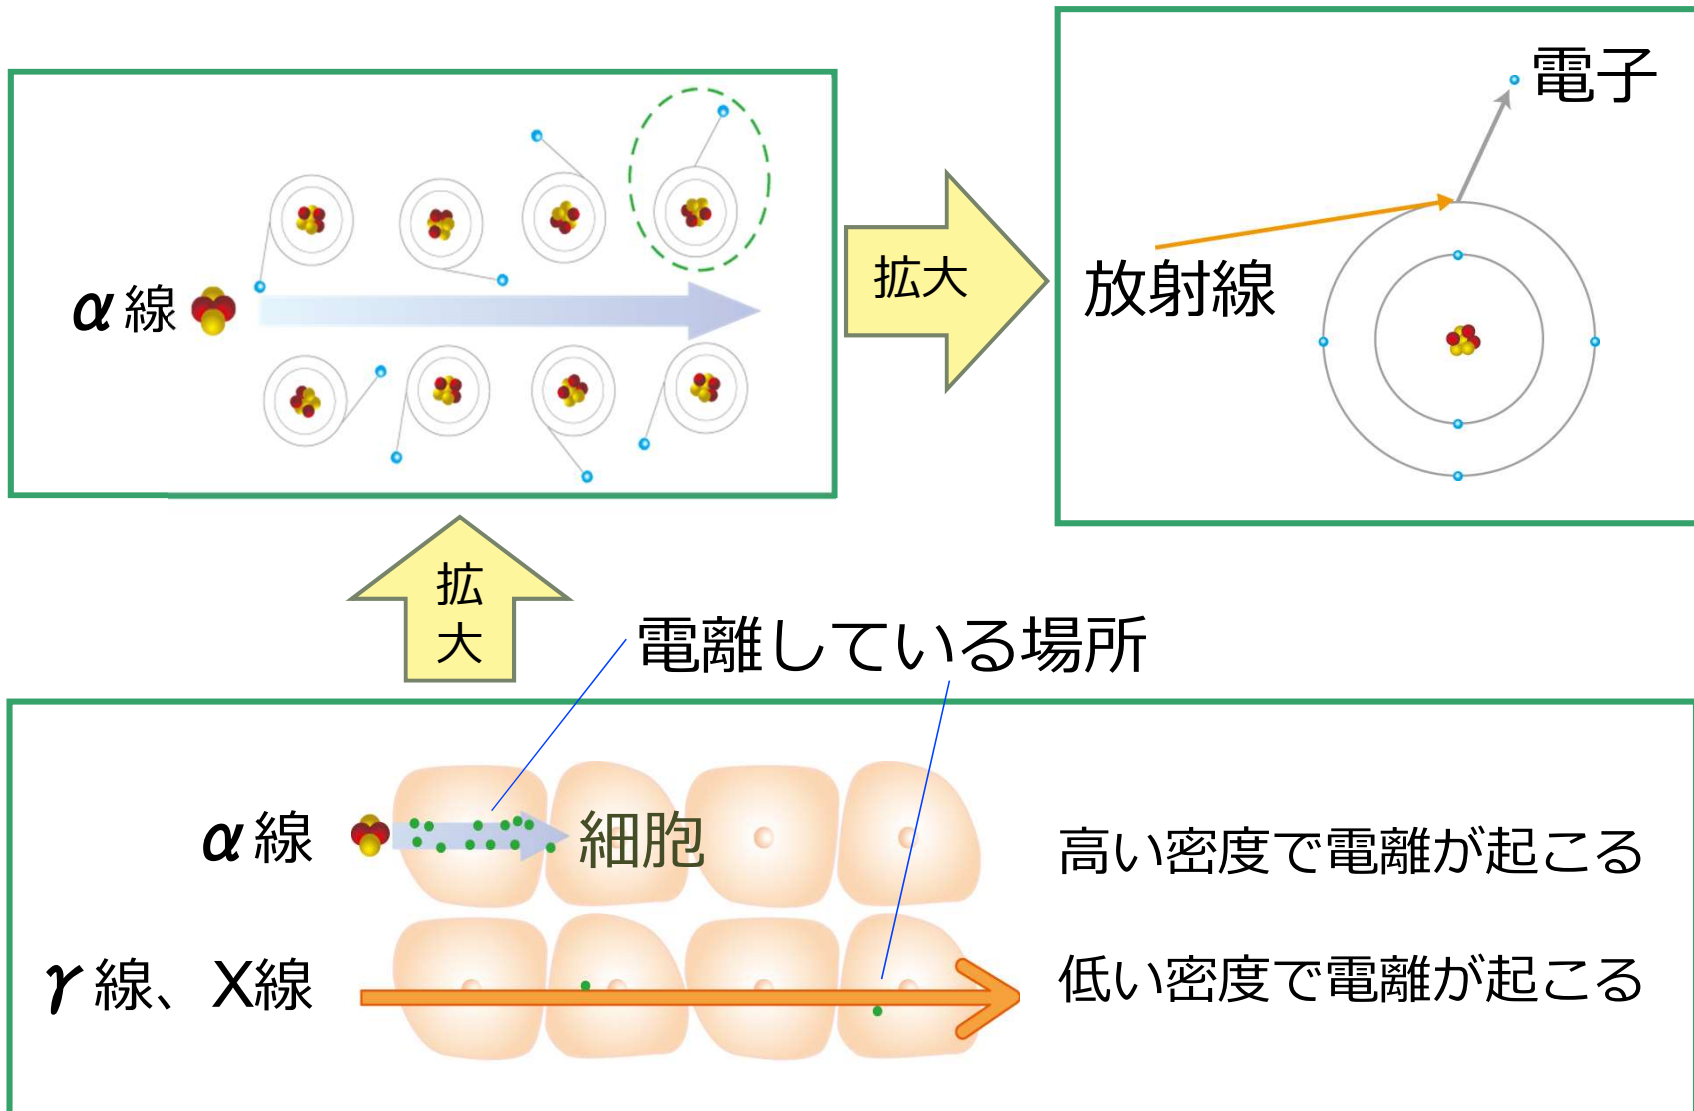 電子
α線
拡大
放射線
拡
大
電離している場所
α線
細胞
高い密度で電離が起こる
γ線、X線
低い密度で電離が起こる